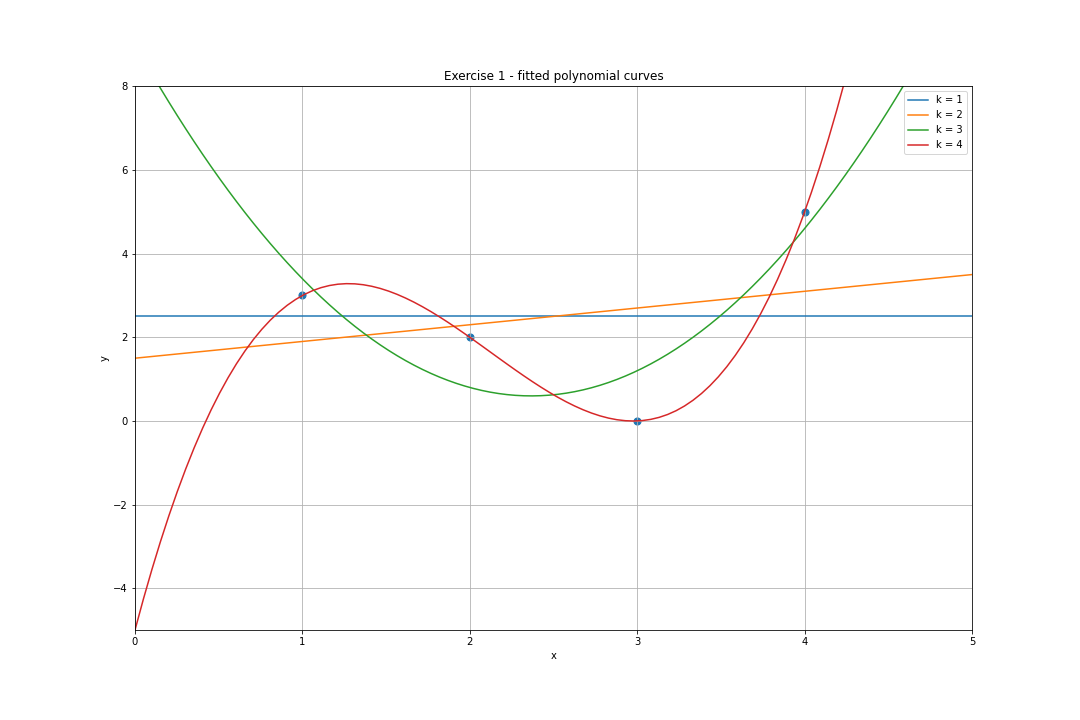 Exercise 1 - fitted polynomial curves
k = 1
k = 2
k = 3
k = 4
8
6
4
2
0
−2
−4
y
0 1 2 3 4 5
x